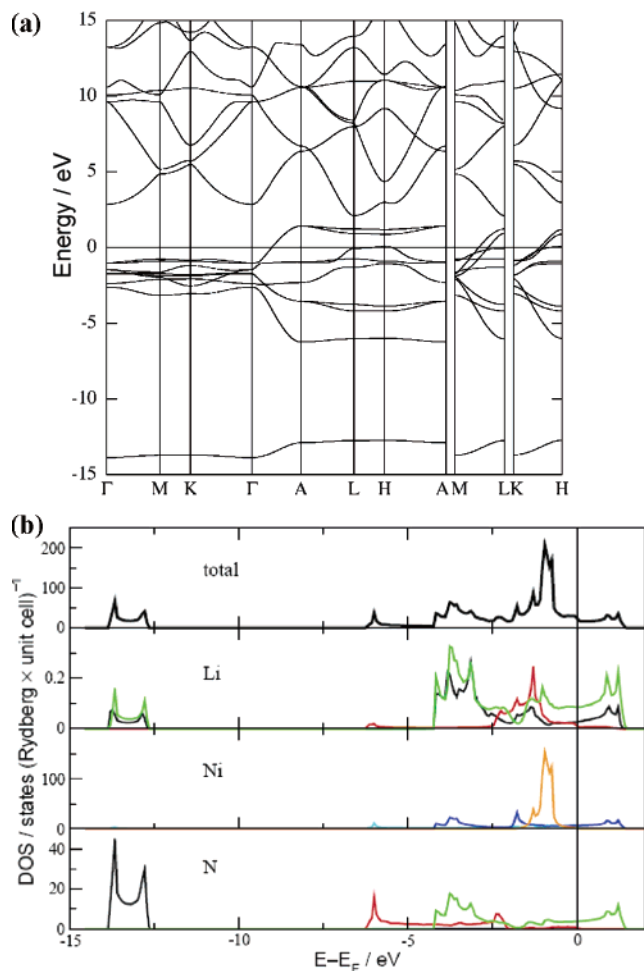 (a)
15
10
5
0
-5
-10
-15
Energy / eV
Γ M K Γ A L H A M L K H
(b)
total
200
100
0
Li
0.2
0
Ni
100
0
N
40
20
0
DOS / states (Rydberg × unit cell)⁻¹
-15 -10 -5 0
E−E_F / eV